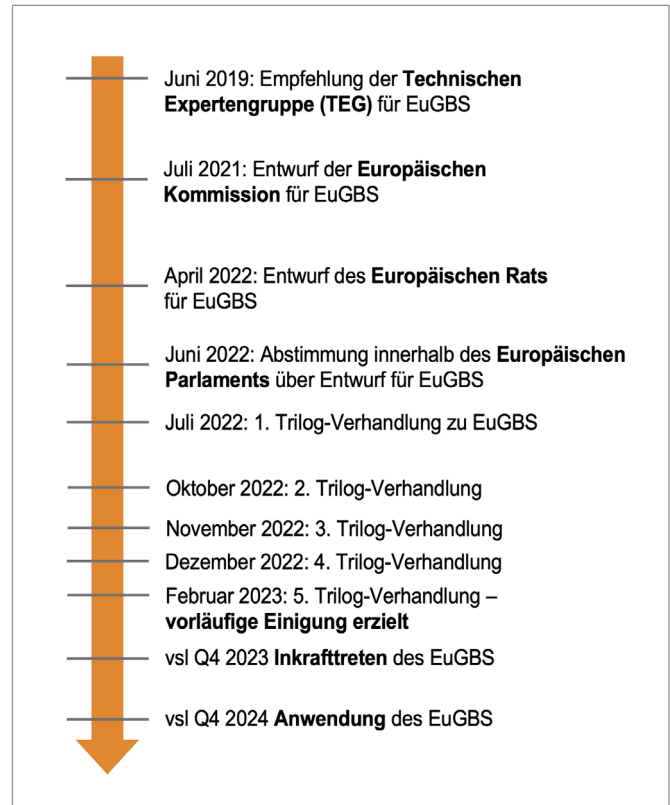 Juni 2019: Empfehlung der Technischen
Expertengruppe (TEG) für EuGBS
Juli 2021: Entwurf der Europäischen
Kommission für EuGBS
April 2022: Entwurf des Europäischen Rats
für EuGBS
Juni 2022: Abstimmung innerhalb des Europäischen
Parlaments über Entwurf für EuGBS
Juli 2022: 1. Trilog-Verhandlung zu EuGBS
Oktober 2022: 2. Trilog-Verhandlung
November 2022: 3. Trilog-Verhandlung
Dezember 2022: 4. Trilog-Verhandlung
Februar 2023: 5. Trilog-Verhandlung –
vorläufige Einigung erzielt
vsl Q4 2023 Inkrafttreten des EuGBS
vsl Q4 2024 Anwendung des EuGBS